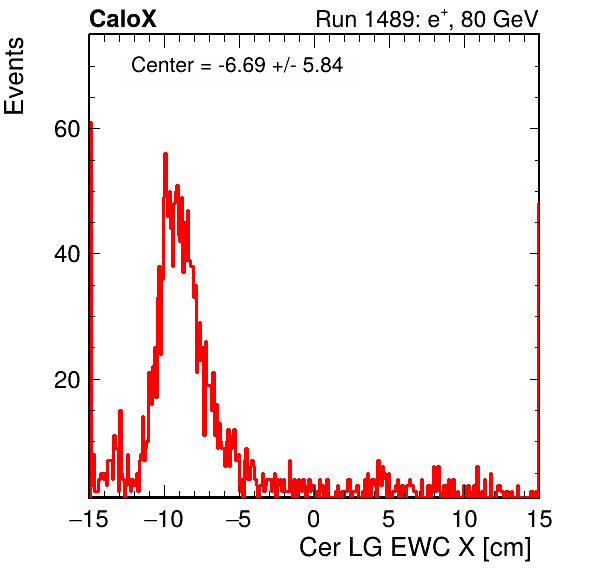 CaloX
Run 1489: e+, 80 GeV
Events
Center = -6.69 +/- 5.84
60
40
20
−15
−10
−5
0
5
10
15
Cer LG EWC X [cm]